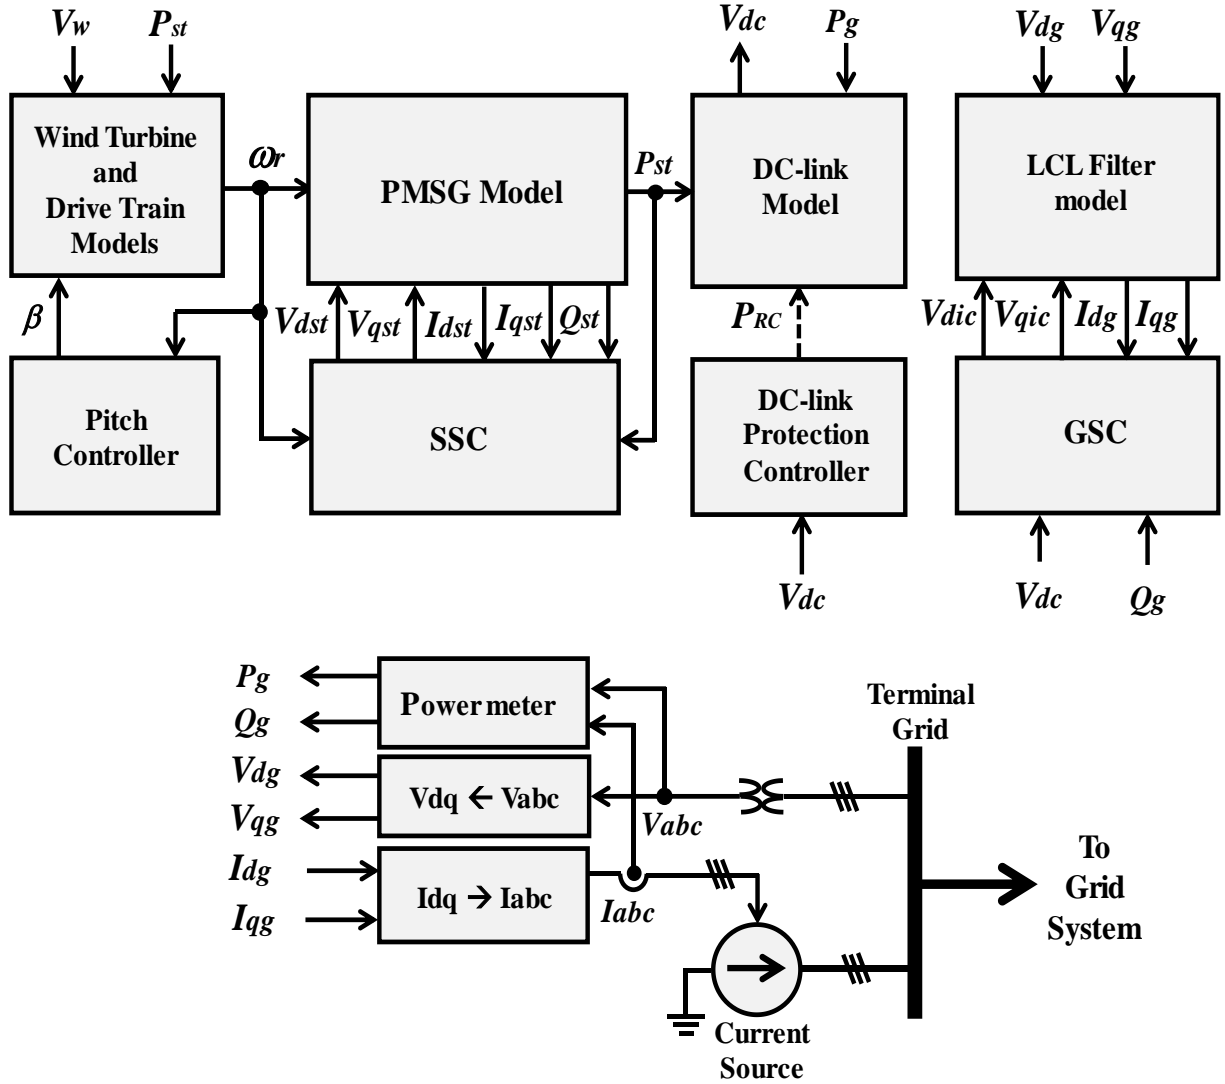 Vw Pst Vdc Pg Vdg Vqg
Wind Turbine
and
Drive Train
Models
ωr
PMSG Model
Pst
DC-link
Model
LCL Filter
model
β
Vdst Vqst Idst Iqst Qst
PRC
Vdic Vqic Idg Iqg
Pitch
Controller
SSC
DC-link
Protection
Controller
GSC
Vdc
Vdc
Qg
Pg
Qg
Power meter
Vdg
Vqg
Vdq ← Vabc
Idg
Iqg
Idq → Iabc
Vabc
Iabc
Terminal
Grid
To
Grid
System
Current
Source